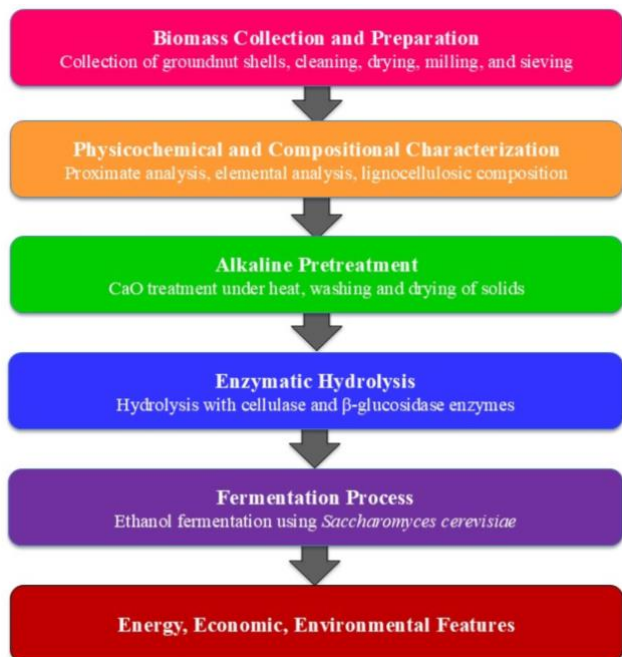 Biomass Collection and Preparation
Collection of groundnut shells, cleaning, drying, milling, and sieving
Physicochemical and Compositional Characterization
Proximate analysis, elemental analysis, lignocellulosic composition
Alkaline Pretreatment
CaO treatment under heat, washing and drying of solids
Enzymatic Hydrolysis
Hydrolysis with cellulase and β-glucosidase enzymes
Fermentation Process
Ethanol fermentation using Saccharomyces cerevisiae
Energy, Economic, Environmental Features